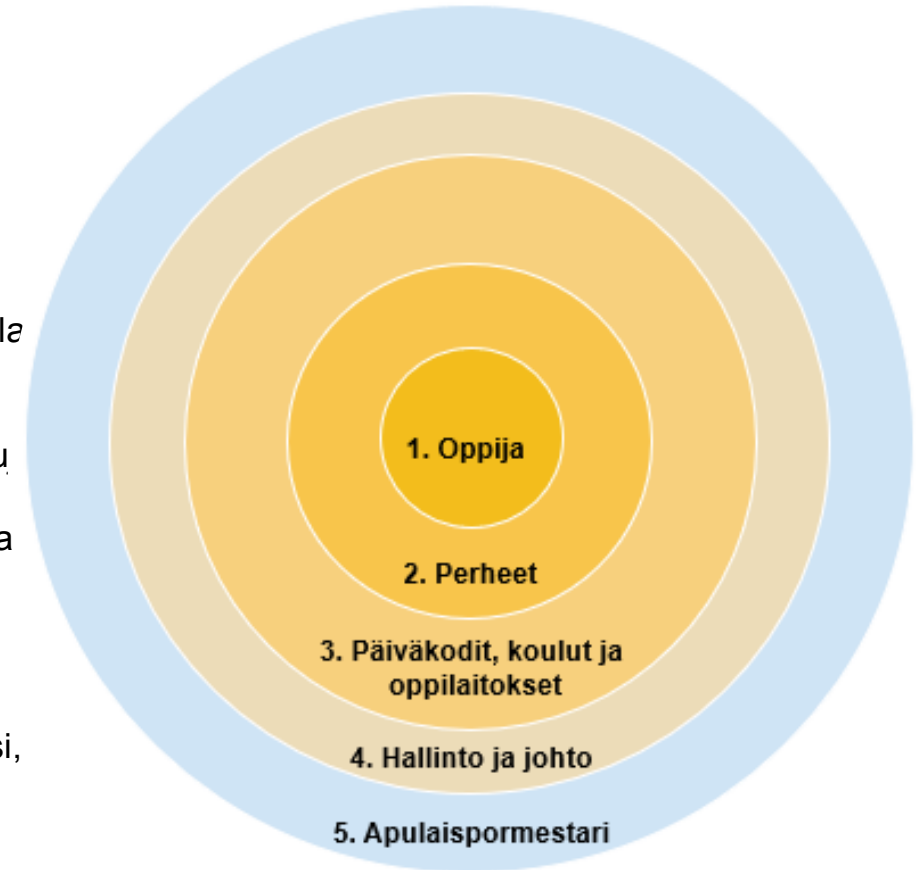 1. Oppija
2. Perheet
3. Päiväkodit, koulut ja
oppilaitokset
4. Hallinto ja johto
5. Apulaispormestari